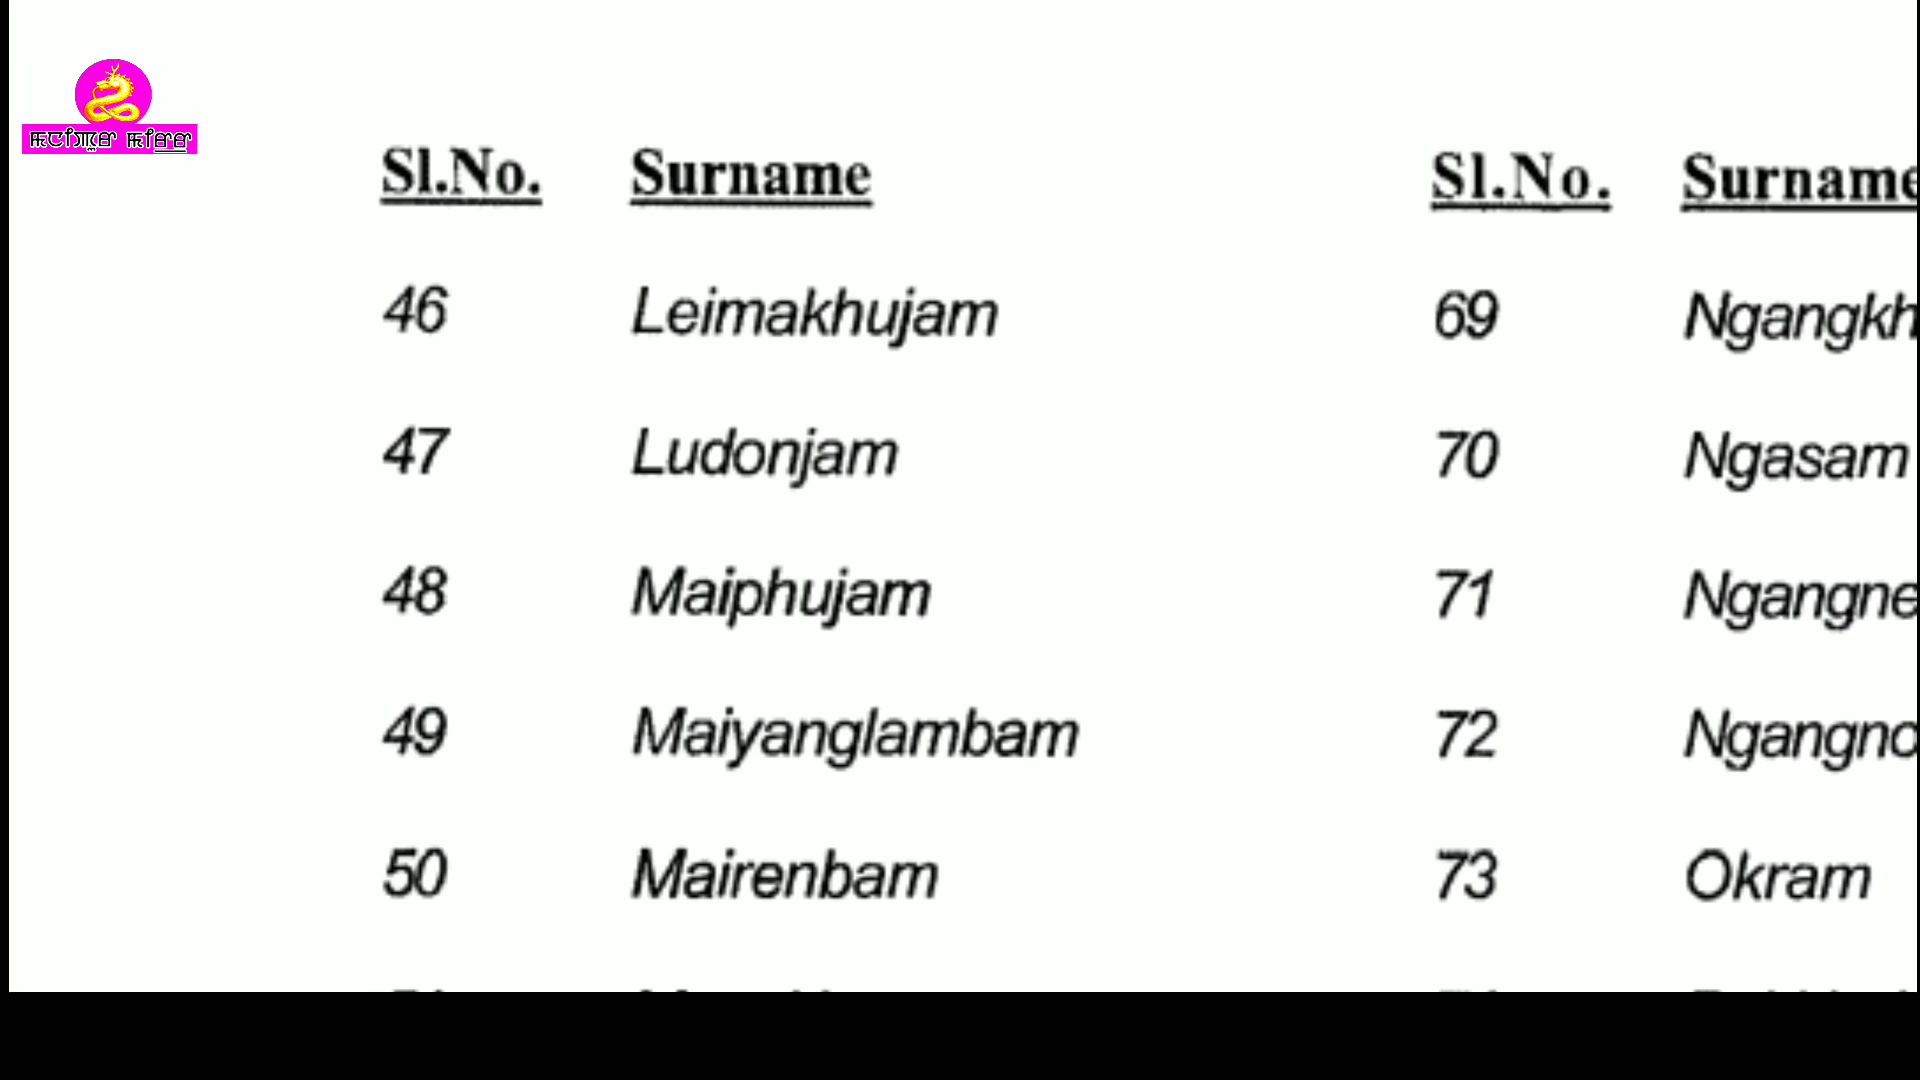 Sl.No. Surname Sl.No. Surname
46 Leimakhujam 69 Ngangkh
47 Ludonjam 70 Ngasam
48 Maiphujam 71 Ngangne
49 Maiyanglambam 72 Ngangno
50 Mairenbam 73 Okram